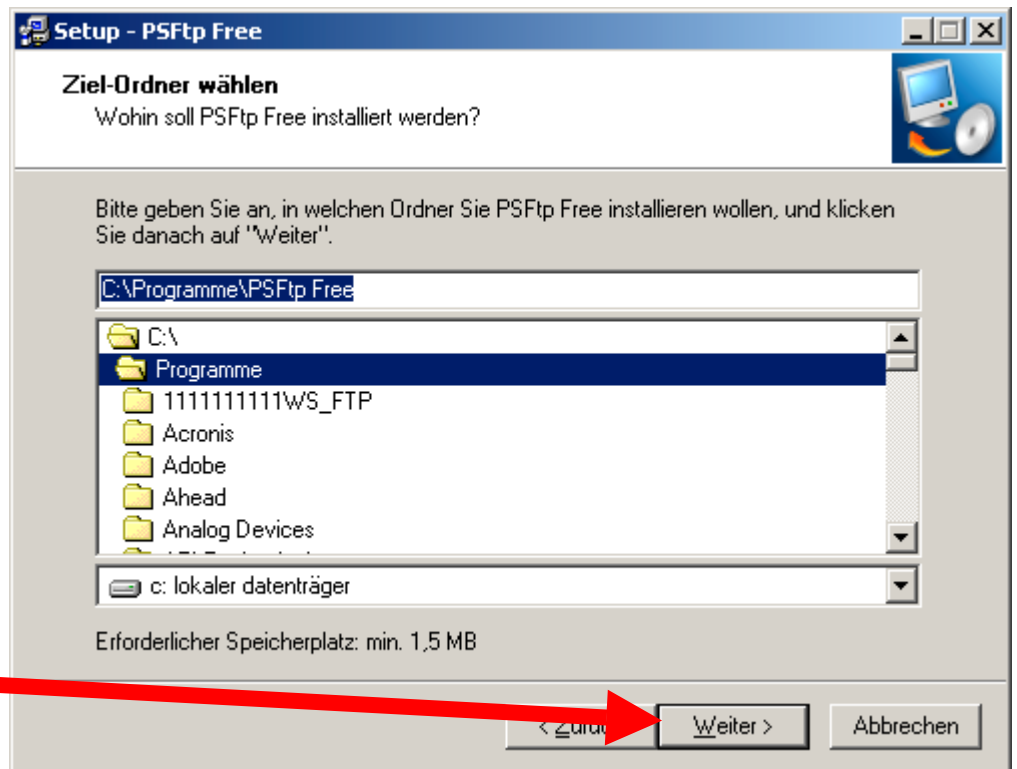 Setup - PSFtp Free
Ziel-Ordner wählen
Wohin soll PSFtp Free installiert werden?
Bitte geben Sie an, in welchen Ordner Sie PSFtp Free installieren wollen, und klicken
Sie danach auf "Weiter".
C:\Programme\PSFtp Free
C:\
Programme
1111111111WS_FTP
Acronis
Adobe
Ahead
Analog Devices
c: lokaler datenträger
Erforderlicher Speicherplatz: min. 1,5 MB
Weiter > Abbrechen